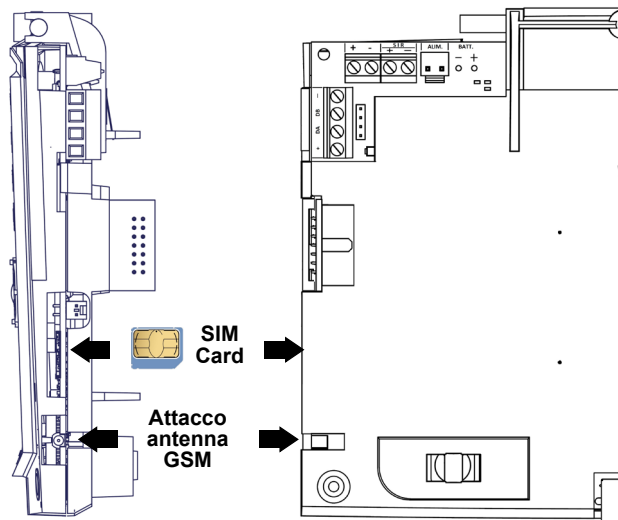 + - SIR + — ALIM. BATT. — +
— DB DA +
SIM
Card
Attacco
antenna
GSM